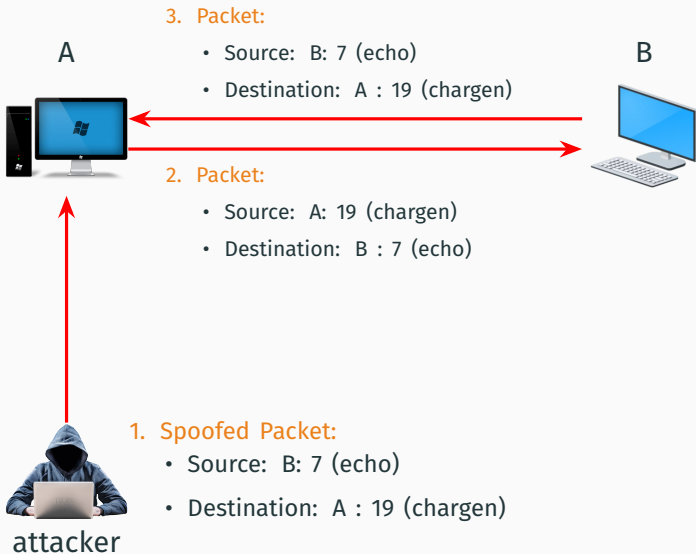 3. Packet:
A
B
• Source: B: 7 (echo)
• Destination: A : 19 (chargen)
2. Packet:
• Source: A: 19 (chargen)
• Destination: B : 7 (echo)
1. Spoofed Packet:
• Source: B: 7 (echo)
• Destination: A : 19 (chargen)
attacker